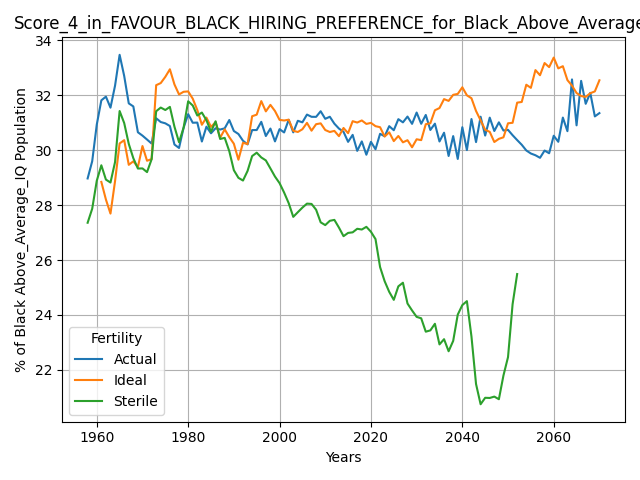 Score_4_in_FAVOUR_BLACK_HIRING_PREFERENCE_for_Black_Above_Average
34
32
30
28
26
24
22
% of Black Above_Average_IQ Population
Fertility
Actual
Ideal
Sterile
1960 1980 2000 2020 2040 2060
Years